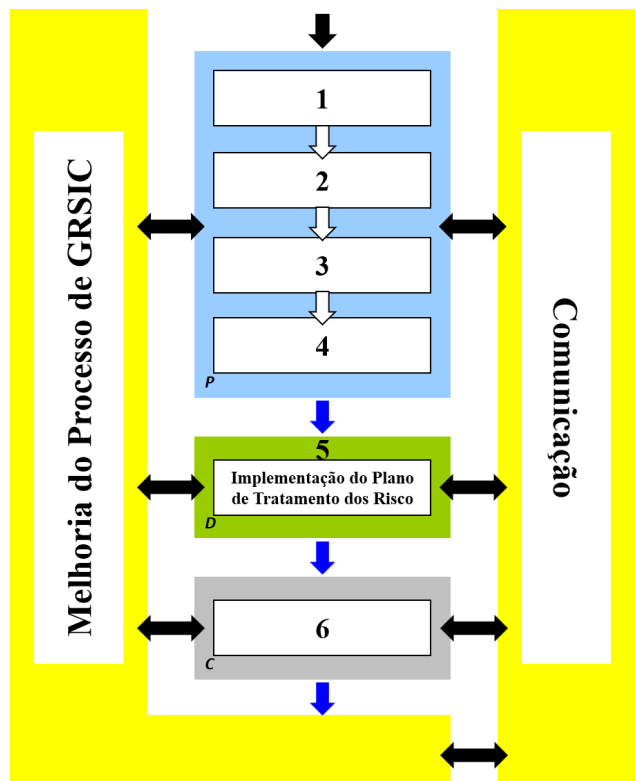 1
2
3
4
P
5
Implementação do Plano
de Tratamento dos Risco
D
6
C
Melhoria do Processo de GRSIC
Comunicação